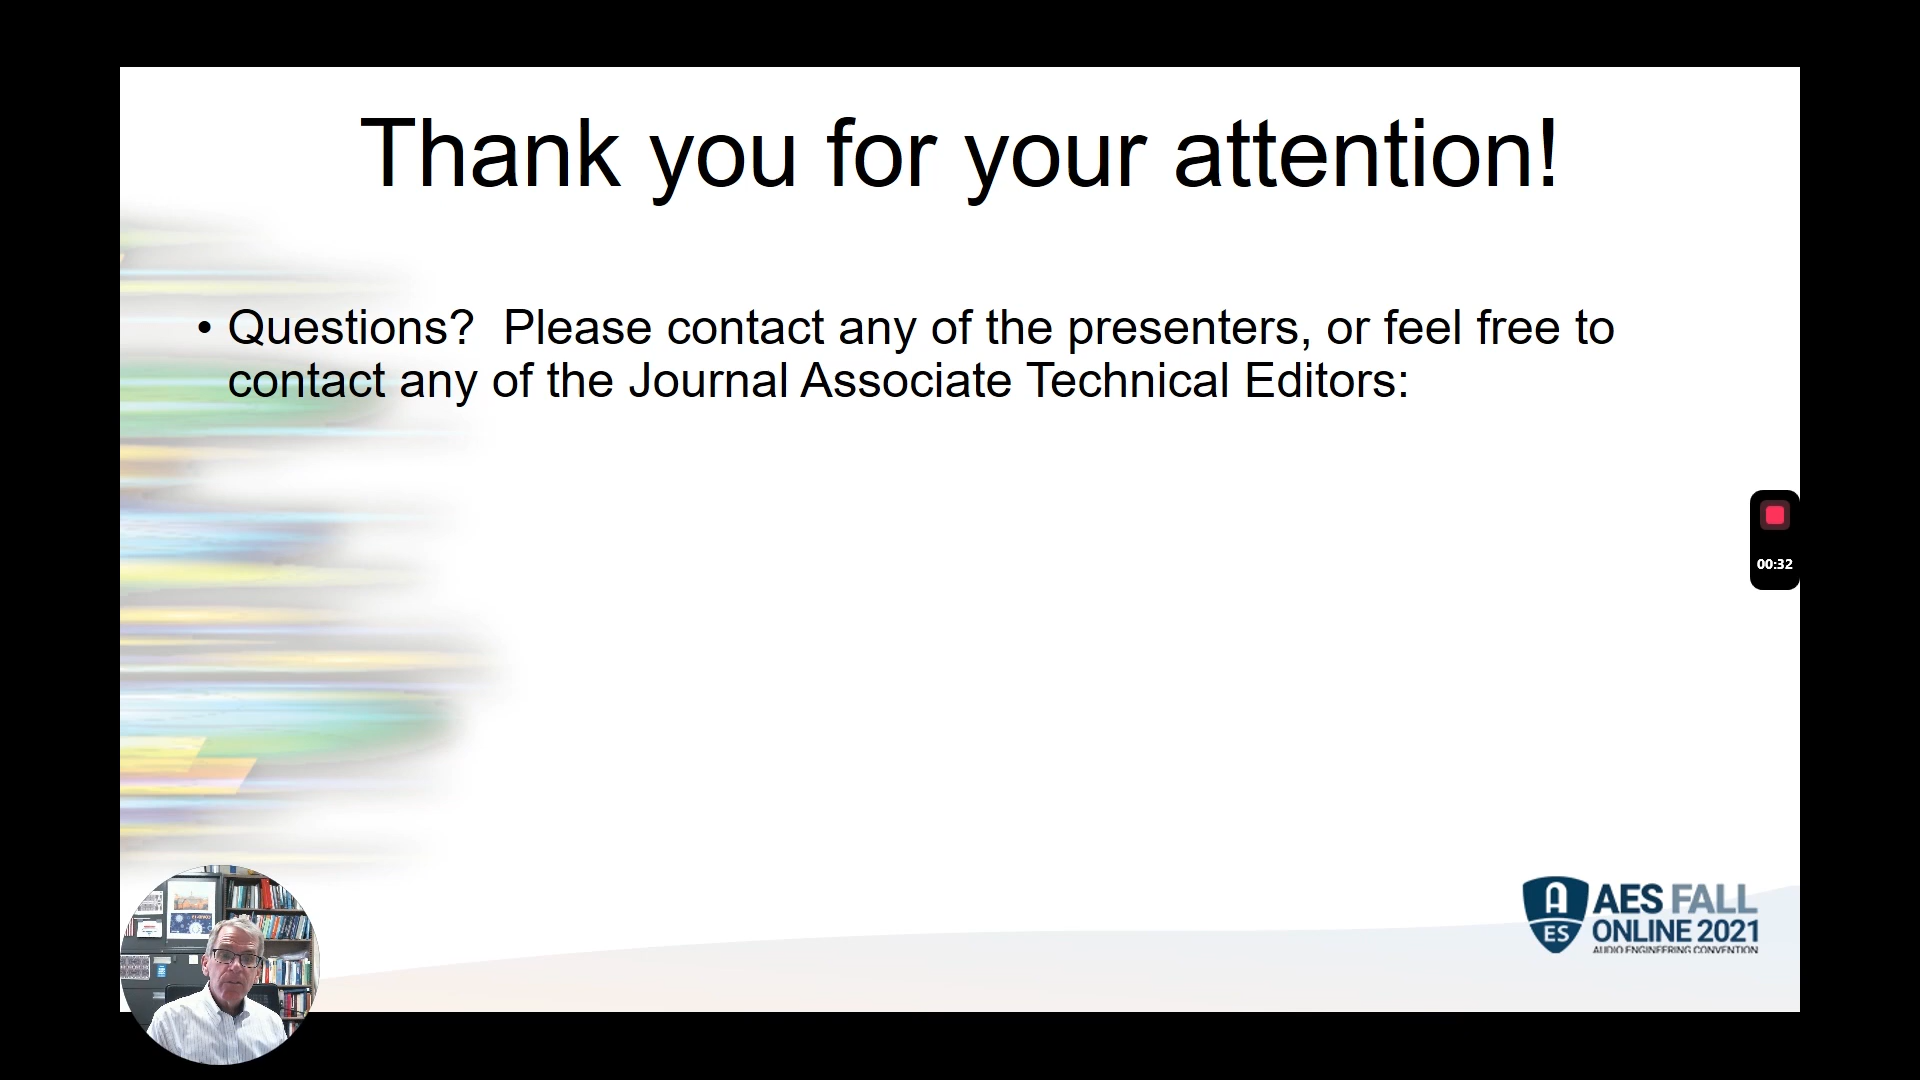 Thank you for your attention!
• Questions?  Please contact any of the presenters, or feel free to
contact any of the Journal Associate Technical Editors:
00:32
A
ES
AES FALL
ONLINE 2021
AUDIO ENGINEERING CONVENTION